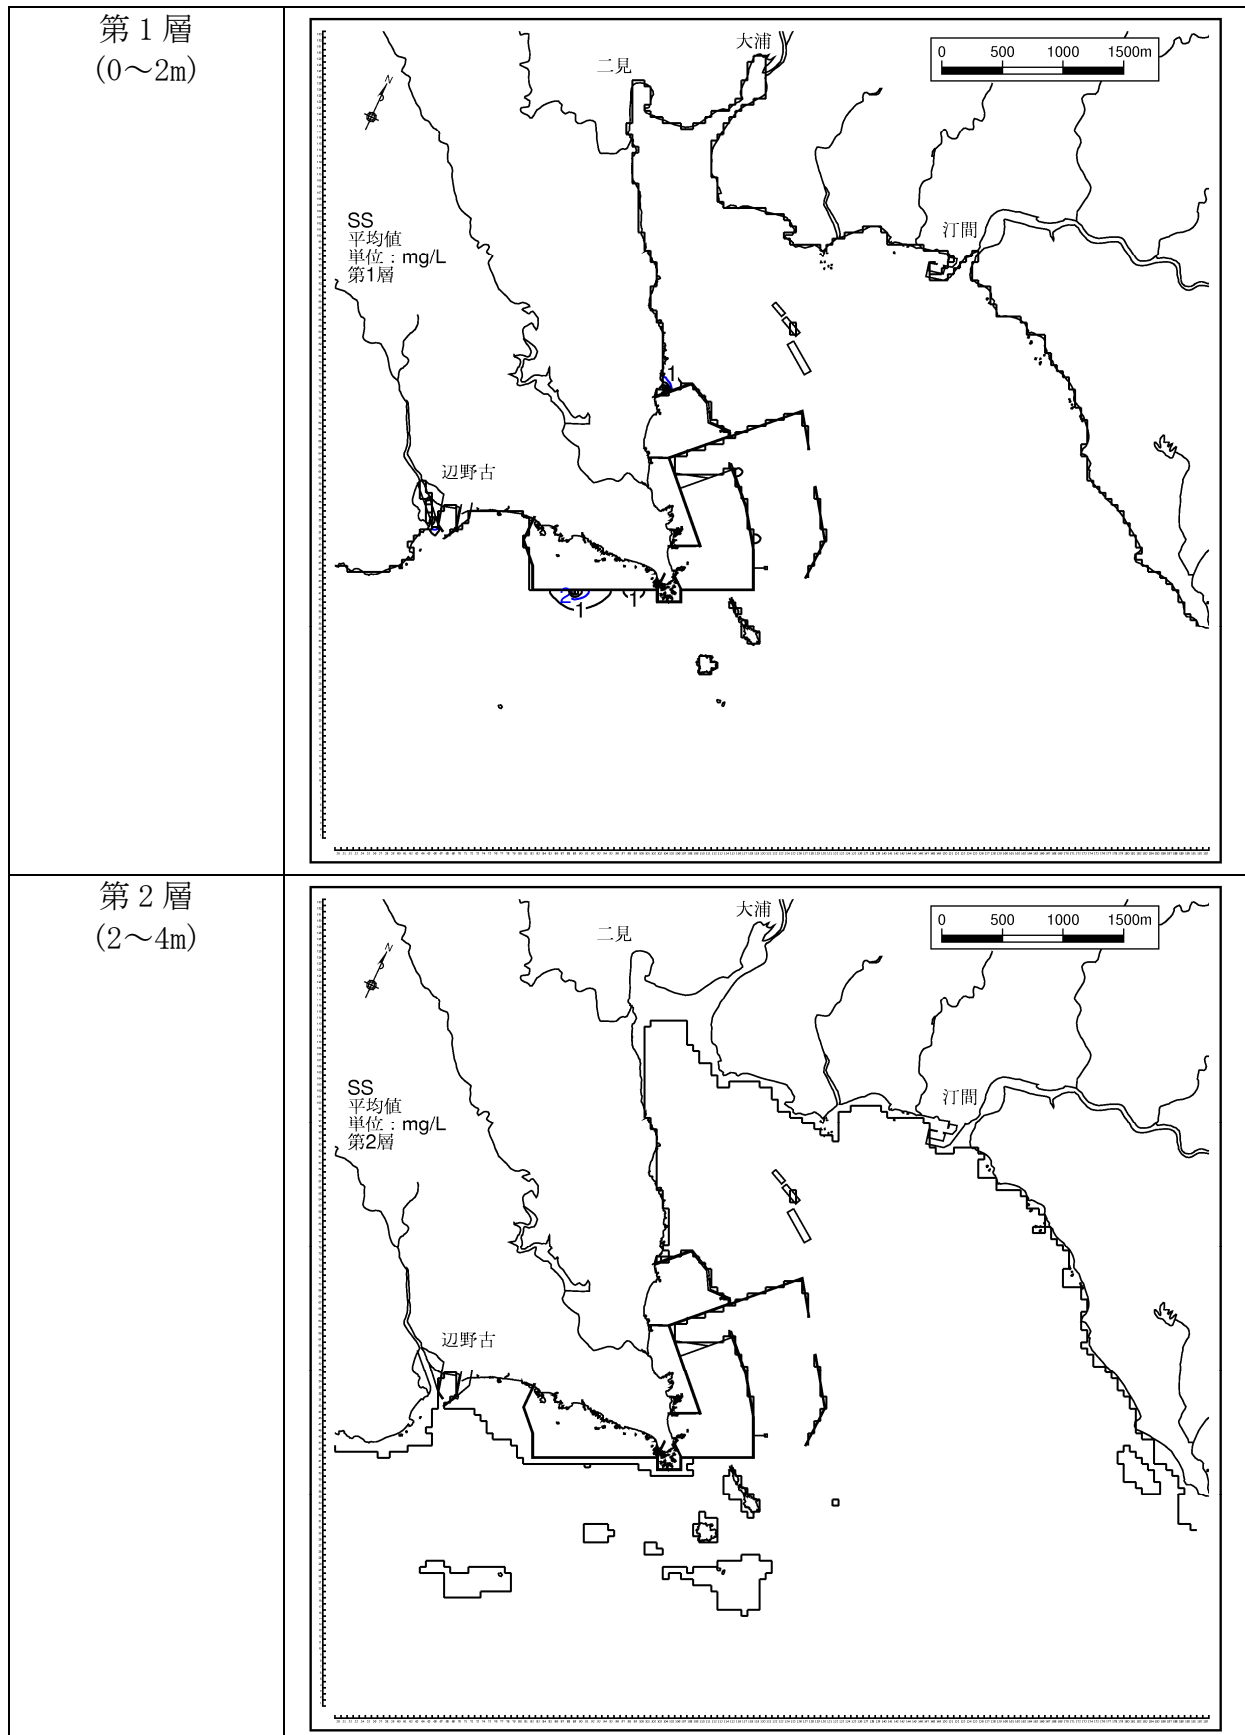 第１層
(0～2m)
大浦
二見
0 500 1000 1500m
N
SS
平均値
単位：mg/L
第1層
汀間
1
辺野古
2
1
1
第２層
(2～4m)
大浦
二見
0 500 1000 1500m
N
SS
平均値
単位：mg/L
第2層
汀間
辺野古